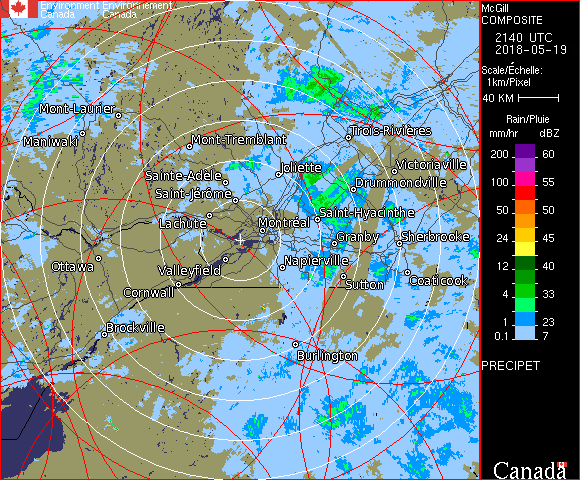 Environment Environnement
Canada Canada
McGill
COMPOSITE
2140 UTC
2018-05-19
Scale/Échelle:
1km/Pixel
40 KM
Rain/Pluie
mm/hr dBZ
200 60
100 55
50 50
24 45
12 40
4 33
1 23
0.1 7
PRECIPET
Canada
Mont-Laurier
Maniwaki
Mont-Tremblant
Trois-Rivières
Sainte-Adèle
Joliette
Victoriaville
Saint-Jérôme
Drummondville
Lachute
Montréal
Saint-Hyacinthe
Granby
Sherbrooke
Ottawa
Valleyfield
Napierville
Cornwall
Sutton
Coaticook
Brockville
Burlington